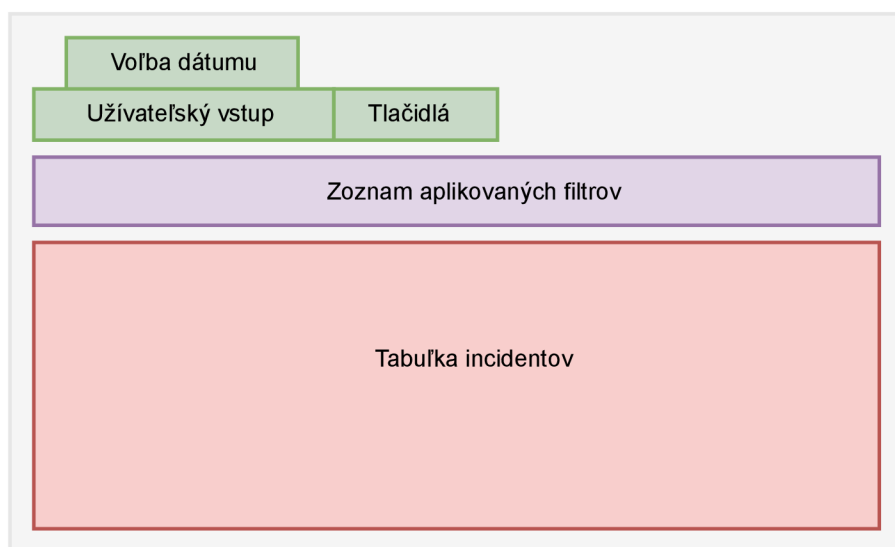 Voľba dátumu
Užívateľský vstup
Tlačidlá
Zoznam aplikovaných filtrov
Tabuľka incidentov